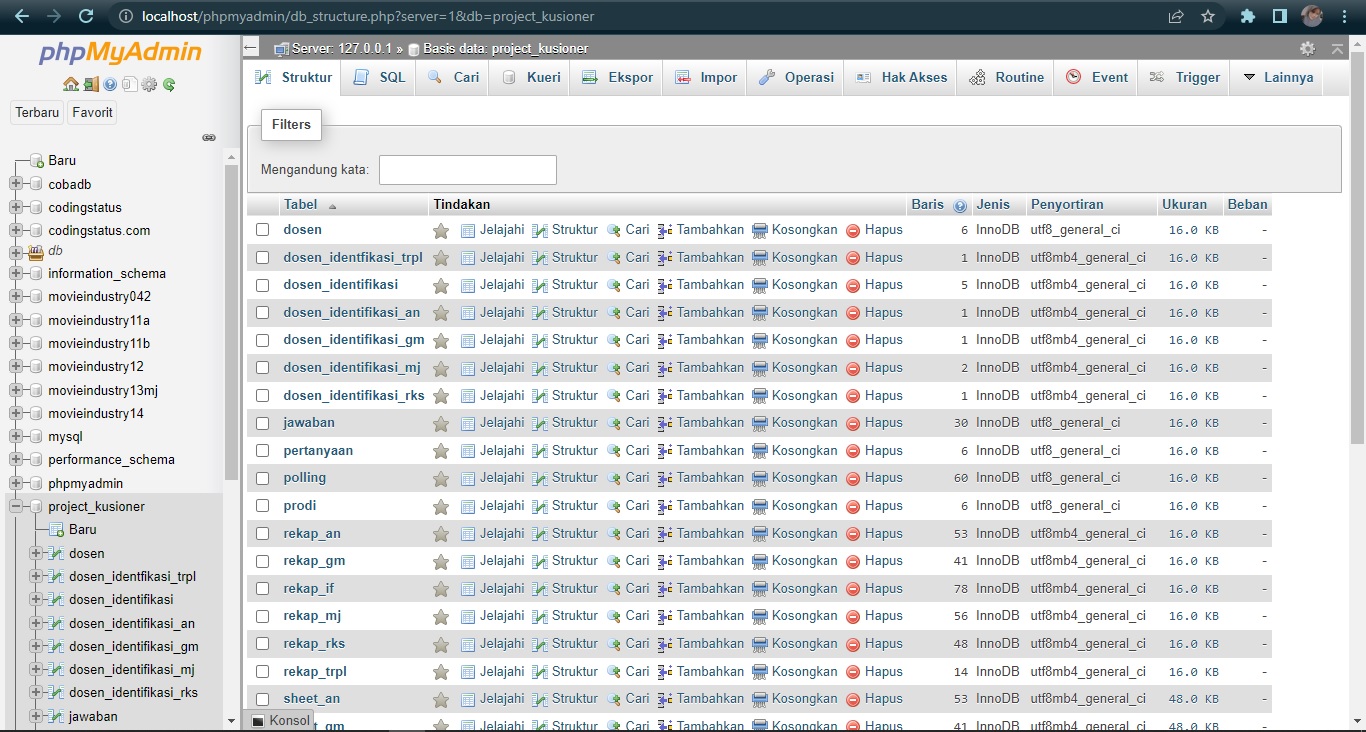 localhost/phpmyadmin/db_structure.php?server=1&db=project_kusioner
phpMyAdmin
Terbaru Favorit
Baru
cobadb
codingstatus
codingstatus.com
db
information_schema
movieindustry042
movieindustry11a
movieindustry11b
movieindustry12
movieindustry13mj
movieindustry14
mysql
performance_schema
phpmyadmin
project_kusioner
Baru
dosen
dosen_identfikasi_trpl
dosen_identifikasi
dosen_identifikasi_an
dosen_identifikasi_gm
dosen_identifikasi_mj
dosen_identifikasi_rks
jawaban
Server: 127.0.0.1 » Basis data: project_kusioner
Struktur SQL Cari Kueri Ekspor Impor Operasi Hak Akses Routine Event Trigger Lainnya
Filters
Mengandung kata:
Tabel Tindakan Baris Jenis Penyortiran Ukuran Beban
dosen Jelajahi Struktur Cari Tambahkan Kosongkan Hapus 6 InnoDB utf8_general_ci 16.0 KB -
dosen_identfikasi_trpl Jelajahi Struktur Cari Tambahkan Kosongkan Hapus 1 InnoDB utf8mb4_general_ci 16.0 KB -
dosen_identifikasi Jelajahi Struktur Cari Tambahkan Kosongkan Hapus 5 InnoDB utf8mb4_general_ci 16.0 KB -
dosen_identifikasi_an Jelajahi Struktur Cari Tambahkan Kosongkan Hapus 1 InnoDB utf8mb4_general_ci 16.0 KB -
dosen_identifikasi_gm Jelajahi Struktur Cari Tambahkan Kosongkan Hapus 1 InnoDB utf8mb4_general_ci 16.0 KB -
dosen_identifikasi_mj Jelajahi Struktur Cari Tambahkan Kosongkan Hapus 2 InnoDB utf8mb4_general_ci 16.0 KB -
dosen_identifikasi_rks Jelajahi Struktur Cari Tambahkan Kosongkan Hapus 1 InnoDB utf8mb4_general_ci 16.0 KB -
jawaban Jelajahi Struktur Cari Tambahkan Kosongkan Hapus 30 InnoDB utf8_general_ci 16.0 KB -
pertanyaan Jelajahi Struktur Cari Tambahkan Kosongkan Hapus 6 InnoDB utf8_general_ci 16.0 KB -
polling Jelajahi Struktur Cari Tambahkan Kosongkan Hapus 60 InnoDB utf8_general_ci 16.0 KB -
prodi Jelajahi Struktur Cari Tambahkan Kosongkan Hapus 6 InnoDB utf8_general_ci 16.0 KB -
rekap_an Jelajahi Struktur Cari Tambahkan Kosongkan Hapus 53 InnoDB utf8mb4_general_ci 16.0 KB -
rekap_gm Jelajahi Struktur Cari Tambahkan Kosongkan Hapus 41 InnoDB utf8mb4_general_ci 16.0 KB -
rekap_if Jelajahi Struktur Cari Tambahkan Kosongkan Hapus 78 InnoDB utf8mb4_general_ci 16.0 KB -
rekap_mj Jelajahi Struktur Cari Tambahkan Kosongkan Hapus 56 InnoDB utf8mb4_general_ci 16.0 KB -
rekap_rks Jelajahi Struktur Cari Tambahkan Kosongkan Hapus 48 InnoDB utf8mb4_general_ci 16.0 KB -
rekap_trpl Jelajahi Struktur Cari Tambahkan Kosongkan Hapus 14 InnoDB utf8mb4_general_ci 16.0 KB -
sheet_an Jelajahi Struktur Cari Tambahkan Kosongkan Hapus 53 InnoDB utf8mb4_general_ci 48.0 KB -
Jelajahi Struktur Cari Tambahkan Kosongkan Hapus 41 InnoDB utf8mb4_general_ci 48.0 KB -
Konsol